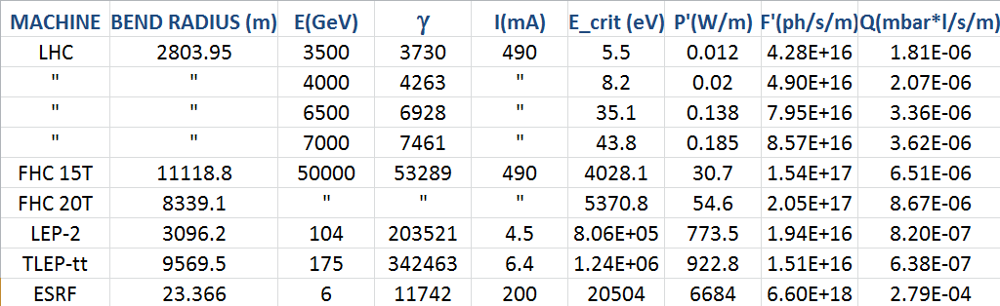 MACHINE BEND RADIUS (m) E(GeV) γ I(mA) E_crit (eV) P'(W/m) F'(ph/s/m) Q(mbar*l/s/m)
LHC 2803.95 3500 3730 490 5.5 0.012 4.28E+16 1.81E-06
" " 4000 4263 " 8.2 0.02 4.90E+16 2.07E-06
" " 6500 6928 " 35.1 0.138 7.95E+16 3.36E-06
" " 7000 7461 " 43.8 0.185 8.57E+16 3.62E-06
FHC 15T 11118.8 50000 53289 490 4028.1 30.7 1.54E+17 6.51E-06
FHC 20T 8339.1 " " " 5370.8 54.6 2.05E+17 8.67E-06
LEP-2 3096.2 104 203521 4.5 8.06E+05 773.5 1.94E+16 8.20E-07
TLEP-tt 9569.5 175 342463 6.4 1.24E+06 922.8 1.51E+16 6.38E-07
ESRF 23.366 6 11742 200 20504 6684 6.60E+18 2.79E-04